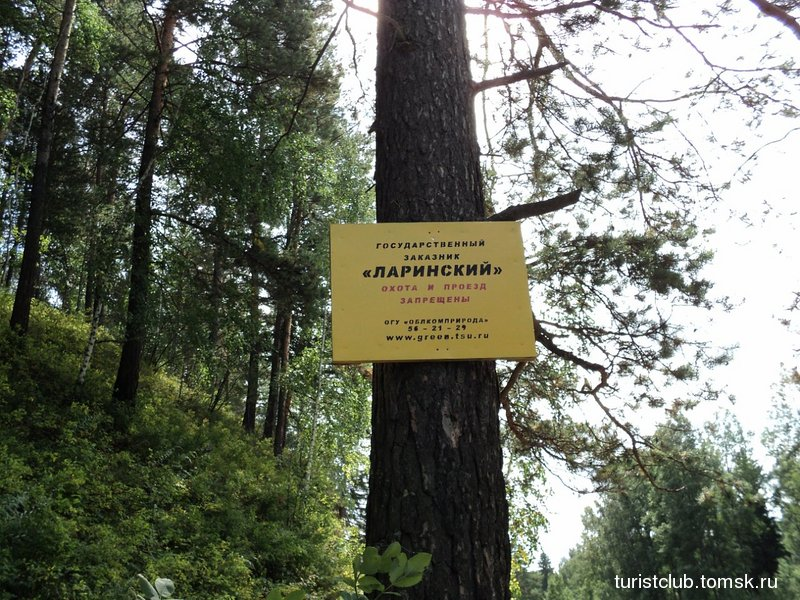 ГОСУДАРСТВЕННЫЙ
ЗАКАЗНИК
«ЛАРИНСКИЙ»
ОХОТА И ПРОЕЗД
ЗАПРЕЩЕНЫ
ОГУ «ОБЛКОМПРИРОДА»
56 - 21 - 29
www.green.tsu.ru
turistclub.tomsk.ru